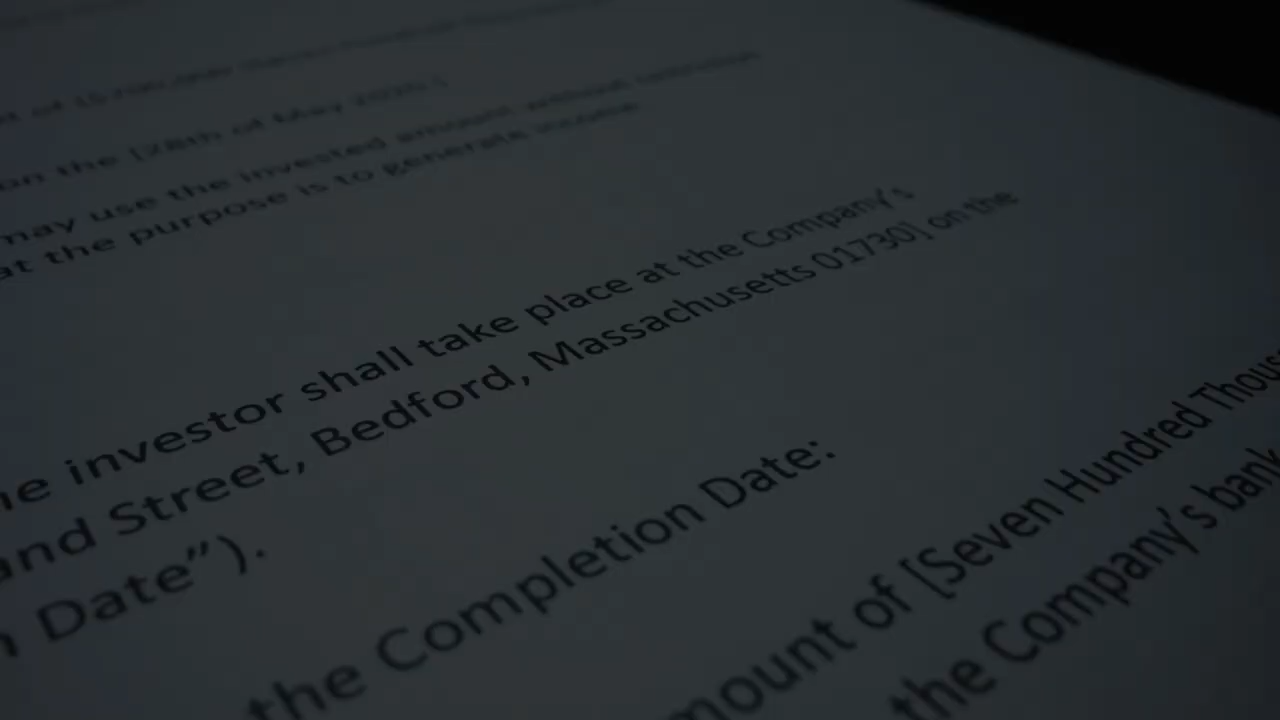 on the [28th of May
may use the invested amount without
at the purpose is to generate income
investor shall take place at the Company's
and Street, Bedford, Massachusetts 01730] on the
Date”).
the Completion Date:
mount of [Seven Hundred Thous
the Company's bank